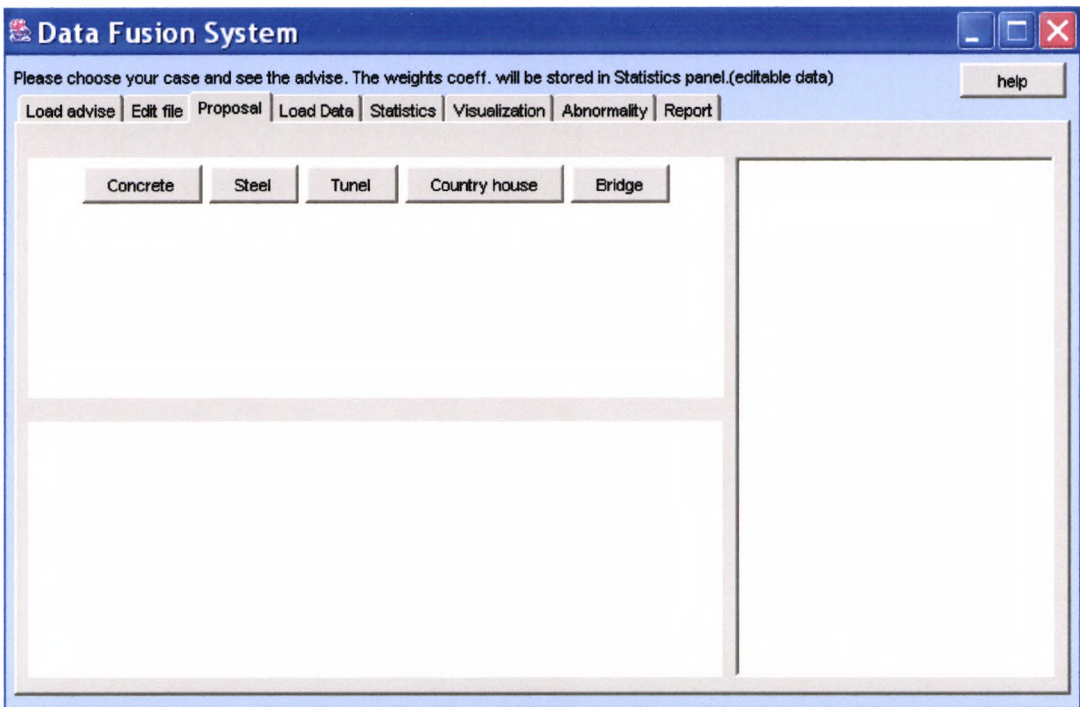 Data Fusion System
Please choose your case and see the advise. The weights coeff. will be stored in Statistics panel.(editable data)
help
Load advise Edit file Proposal Load Data Statistics Visualization Abnormality Report
Concrete Steel Tunel Country house Bridge